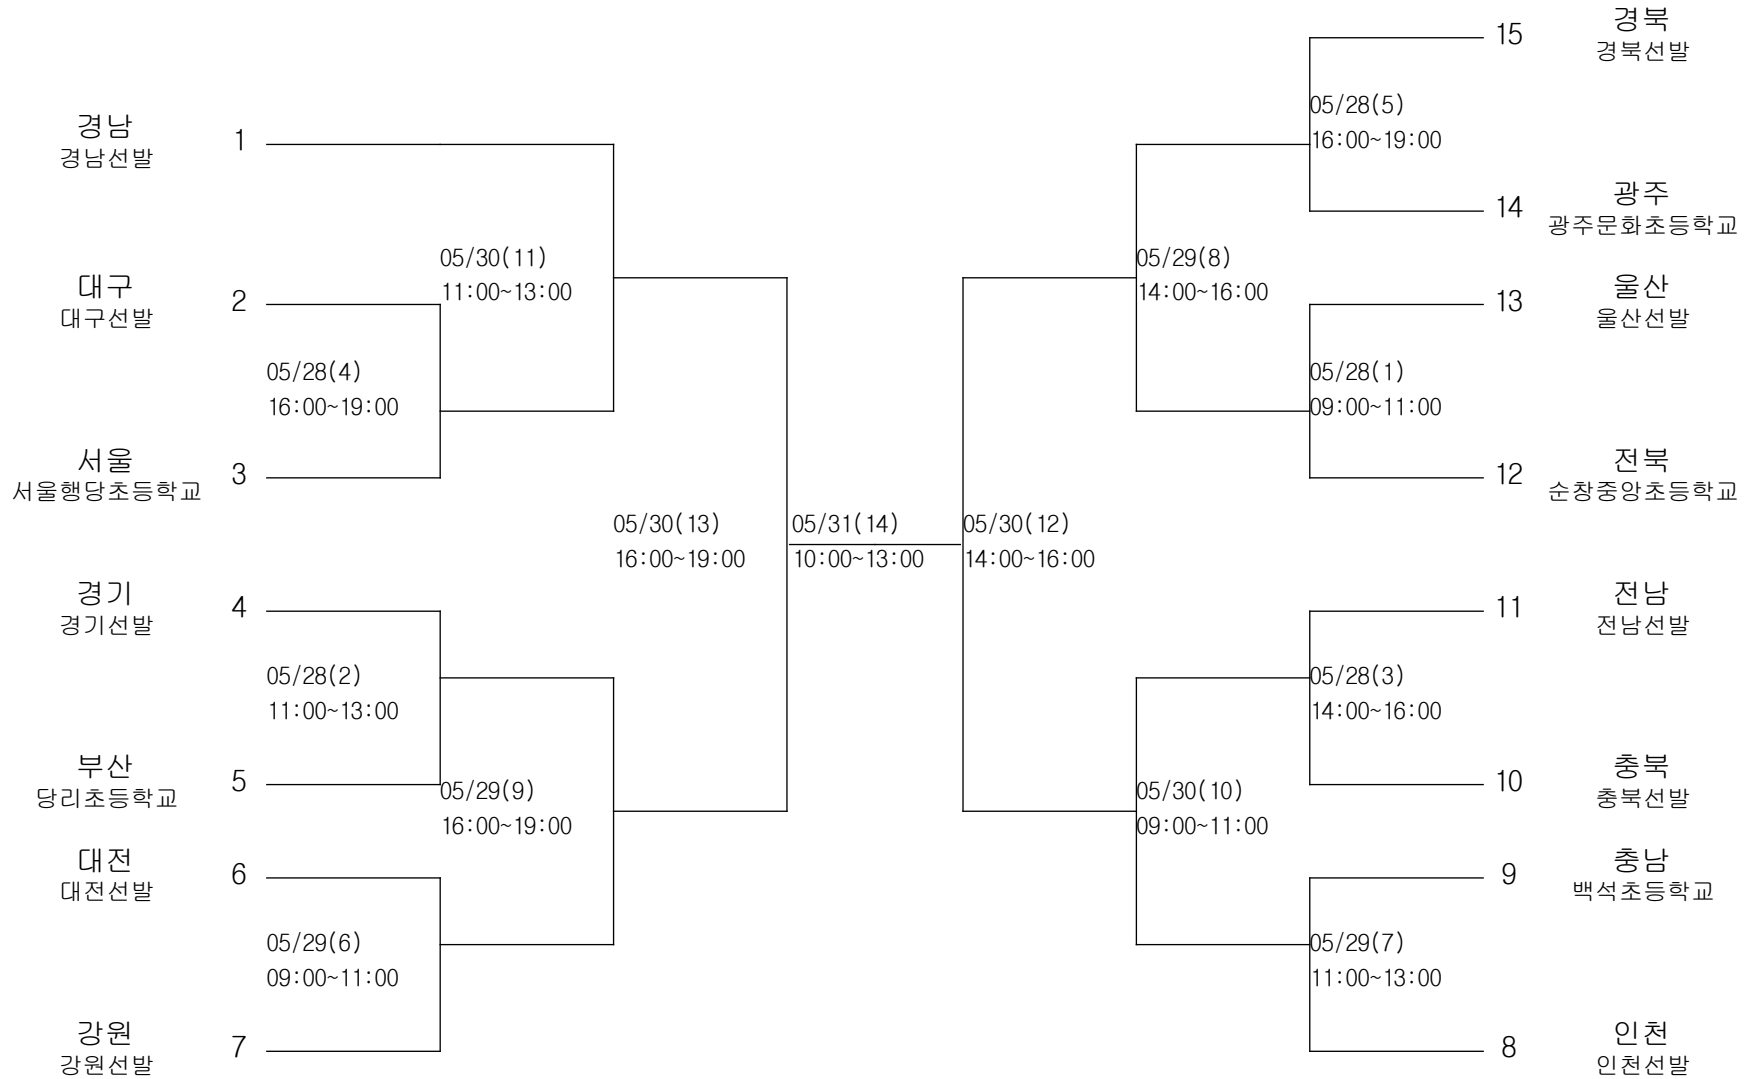 경북
15
경북선발
05/28(5)
16:00~19:00
경남
1
경남선발
광주
14
광주문화초등학교
05/30(11)
11:00~13:00
05/29(8)
14:00~16:00
대구
2
대구선발
울산
13
울산선발
05/28(4)
16:00~19:00
05/28(1)
09:00~11:00
서울
3
서울행당초등학교
전북
12
순창중앙초등학교
05/30(13)
16:00~19:00
05/31(14)
10:00~13:00
05/30(12)
14:00~16:00
경기
4
경기선발
전남
11
전남선발
05/28(2)
11:00~13:00
05/28(3)
14:00~16:00
부산
5
당리초등학교
충북
10
충북선발
05/29(9)
16:00~19:00
05/30(10)
09:00~11:00
대전
6
대전선발
충남
9
백석초등학교
05/29(6)
09:00~11:00
05/29(7)
11:00~13:00
강원
7
강원선발
인천
8
인천선발